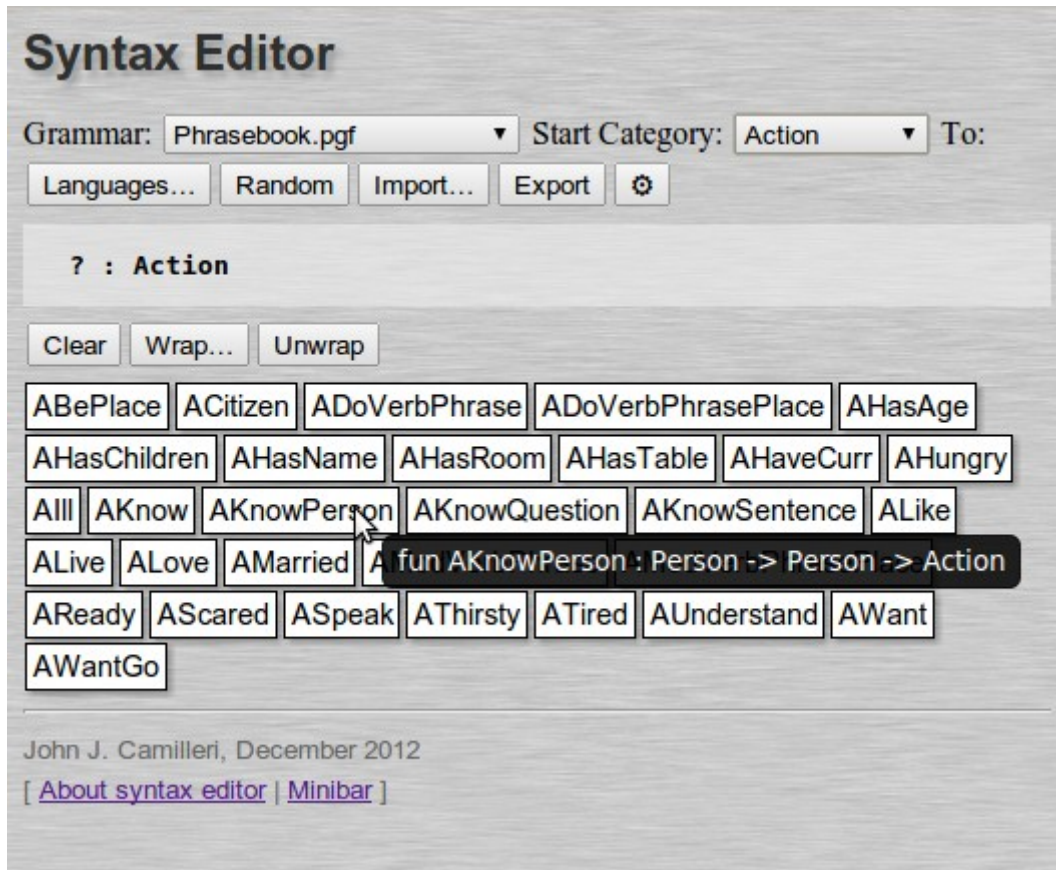 Syntax Editor
Grammar: Phrasebook.pgf ▼ Start Category: Action ▼ To:
Languages… Random Import… Export ⚙
? : Action
Clear Wrap… Unwrap
ABePlace ACitizen ADoVerbPhrase ADoVerbPhrasePlace AHasAge
AHasChildren AHasName AHasRoom AHasTable AHaveCurr AHungry
AIll AKnow AKnowPerson AKnowQuestion AKnowSentence ALike
ALive ALove AMarried fun AKnowPerson : Person -> Person -> Action
AReady AScared ASpeak AThirsty ATired AUnderstand AWant
AWantGo
John J. Camilleri, December 2012
[ About syntax editor | Minibar ]